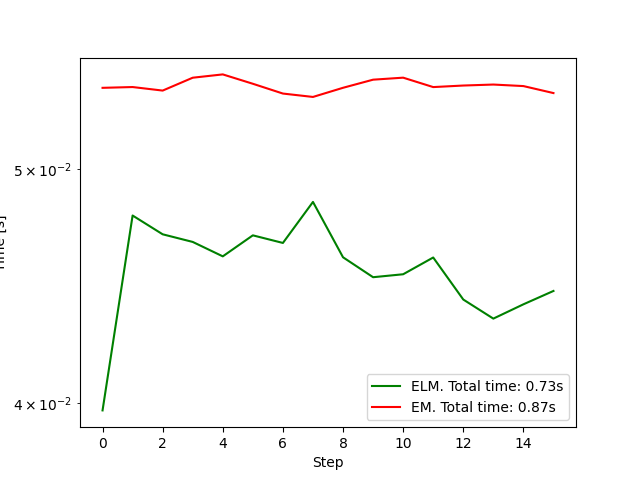 5 × 10⁻²
4 × 10⁻²
Time [s]
0 2 4 6 8 10 12 14
Step
ELM. Total time: 0.73s
EM. Total time: 0.87s